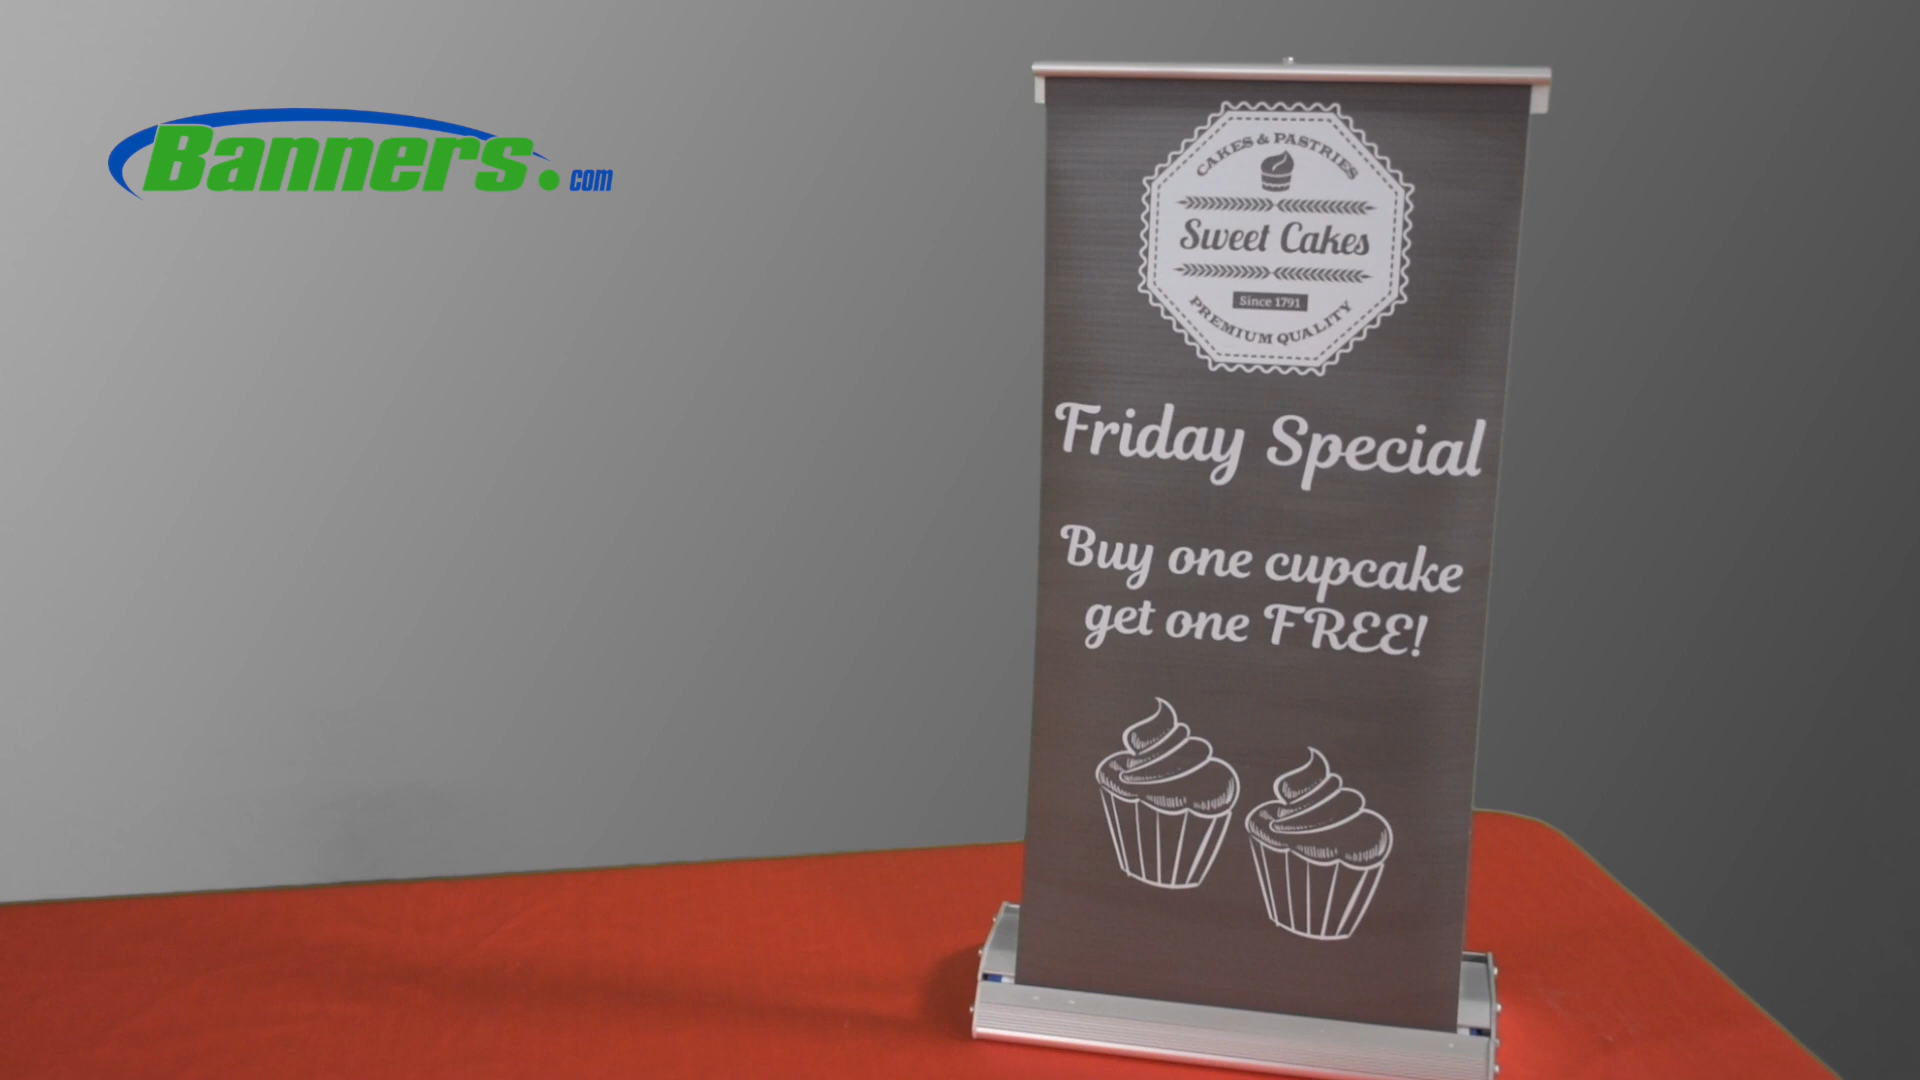 Banners.com
CAKES & PASTRIES
Sweet Cakes
Since 1791
PREMIUM QUALITY
Friday Special
Buy one cupcake
get one FREE!